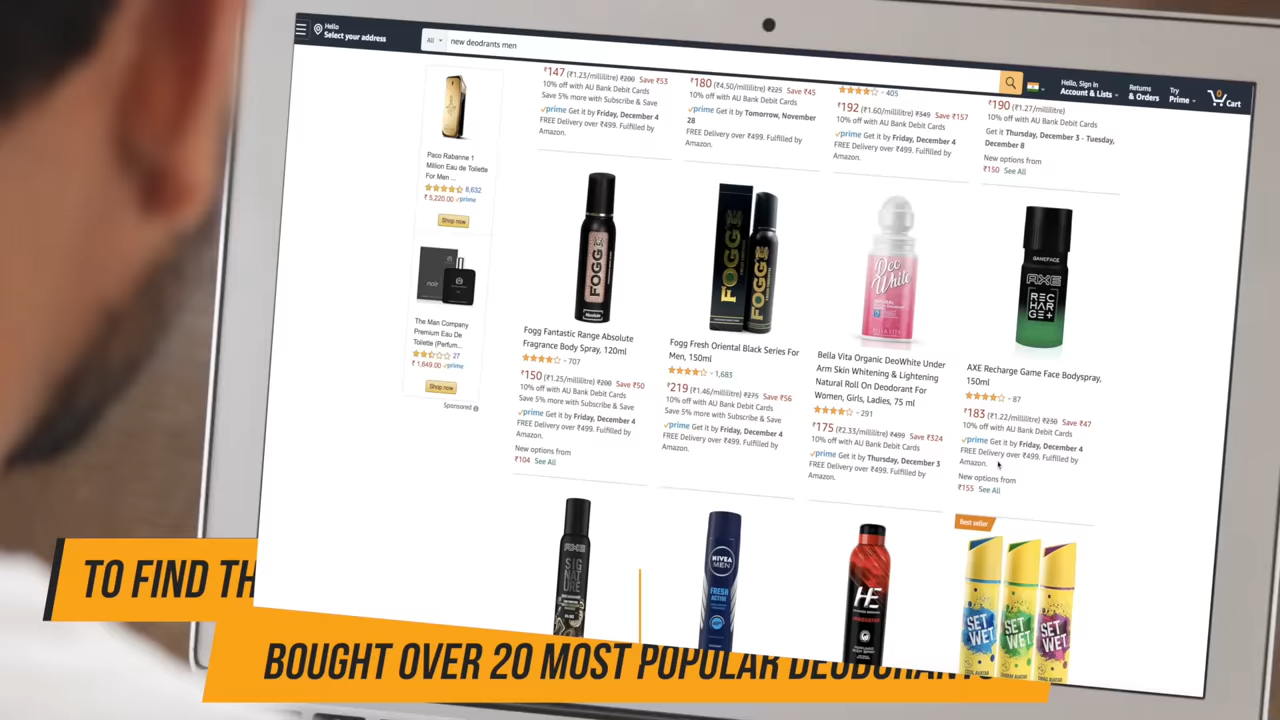 Hello
Select your address
All
new deodrants men
Hello, Sign in
Account & Lists
Returns
& Orders
Try
Prime
0
Cart
₹147 (₹1.23/millilitre) ₹200 Save ₹53
10% off with AU Bank Debit Cards
Save 5% more with Subscribe & Save
prime Get it by Friday, December 4
FREE Delivery over ₹499. Fulfilled by
Amazon.
₹180 (₹4.50/millilitre) ₹225 Save ₹45
10% off with AU Bank Debit Cards
prime Get it by Tomorrow, November
28
FREE Delivery over ₹499. Fulfilled by
Amazon.
405
₹192 (₹1.60/millilitre) ₹349 Save ₹157
10% off with AU Bank Debit Cards
prime Get it by Friday, December 4
FREE Delivery over ₹499. Fulfilled by
Amazon.
₹190 (₹1.27/millilitre)
10% off with AU Bank Debit Cards
Get it Thursday, December 3 - Tuesday,
December 8
New options from
₹150 See All
Paco Rabanne 1
Million Eau de Toilette
For Men ...
8,632
₹ 5,220.00 prime
Shop now
noir
The Man Company
Premium Eau De
Toilette (Perfum...
27
₹ 1,649.00 prime
Shop now
Sponsored
FOGG
Absolute
Fogg Fantastic Range Absolute
Fragrance Body Spray, 120ml
707
₹150 (₹1.25/millilitre) ₹200 Save ₹50
10% off with AU Bank Debit Cards
Save 5% more with Subscribe & Save
prime Get it by Friday, December 4
FREE Delivery over ₹499. Fulfilled by
Amazon.
New options from
₹104 See All
FOGG
FOGG
Fogg Fresh Oriental Black Series For
Men, 150ml
1,683
₹219 (₹1.46/millilitre) ₹275 Save ₹56
10% off with AU Bank Debit Cards
Save 5% more with Subscribe & Save
prime Get it by Friday, December 4
FREE Delivery over ₹499. Fulfilled by
Amazon.
Deo
White
BELLA VITA
Bella Vita Organic DeoWhite Under
Arm Skin Whitening & Lightening
Natural Roll On Deodorant For
Women, Girls, Ladies, 75 ml
291
₹175 (₹2.33/millilitre) ₹499 Save ₹324
10% off with AU Bank Debit Cards
prime Get it by Thursday, December 3
FREE Delivery over ₹499. Fulfilled by
Amazon.
GAMEFACE
AXE
RECHARGE+
AXE Recharge Game Face Bodyspray,
150ml
87
₹183 (₹1.22/millilitre) ₹230 Save ₹47
10% off with AU Bank Debit Cards
prime Get it by Friday, December 4
FREE Delivery over ₹499. Fulfilled by
Amazon.
New options from
₹155 See All
AXE
SIGNATURE
NIVEA
MEN
FRESH
ACTIVE
HE
Best seller
SET
WET
SET
WET
SET
WET
TO FIND TH
BOUGHT OVER 20 MOST POPULAR DEODORANTS